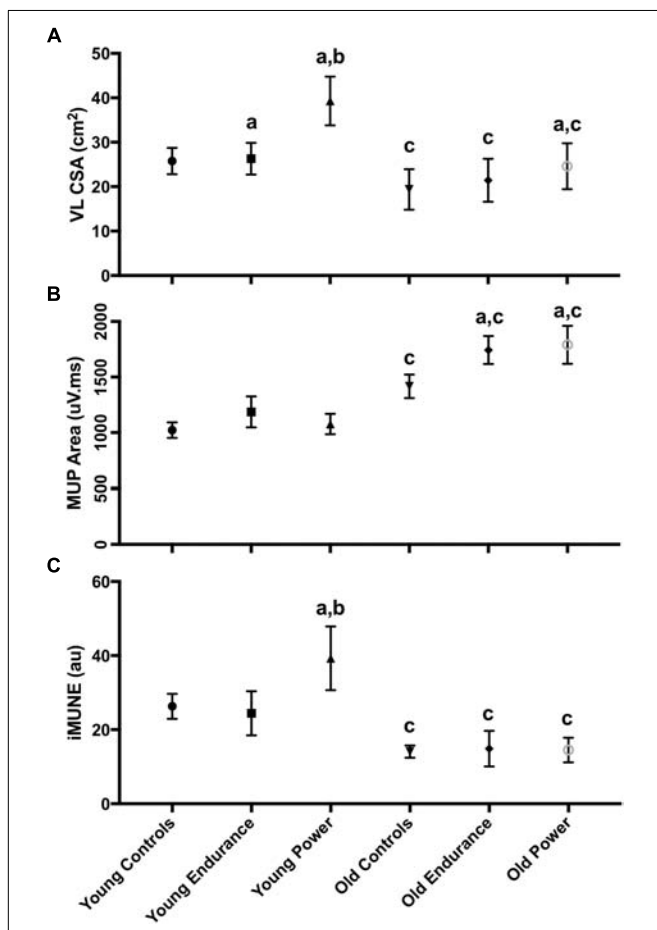 A
VL CSA (cm²)
50
40
30
20
10
0
a
a,b
c
c
a,c
B
MUP Area (uV.ms)
2000
1500
1000
500
0
c
a,c
a,c
C
iMUNE (au)
60
40
20
0
a,b
c
c
c
Young Controls
Young Endurance
Young Power
Old Controls
Old Endurance
Old Power